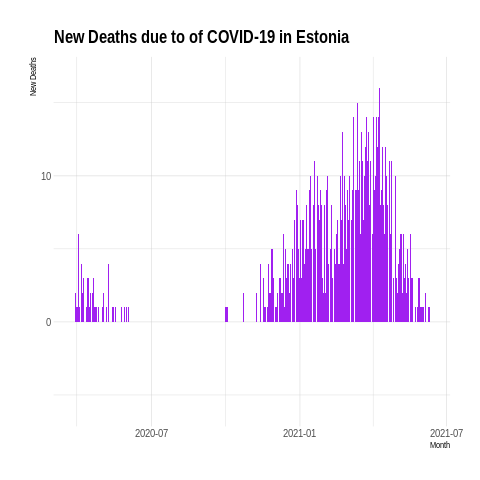 New Deaths due to of COVID-19 in Estonia
New Deaths
10
0
2020-07
2021-01
2021-07
Month